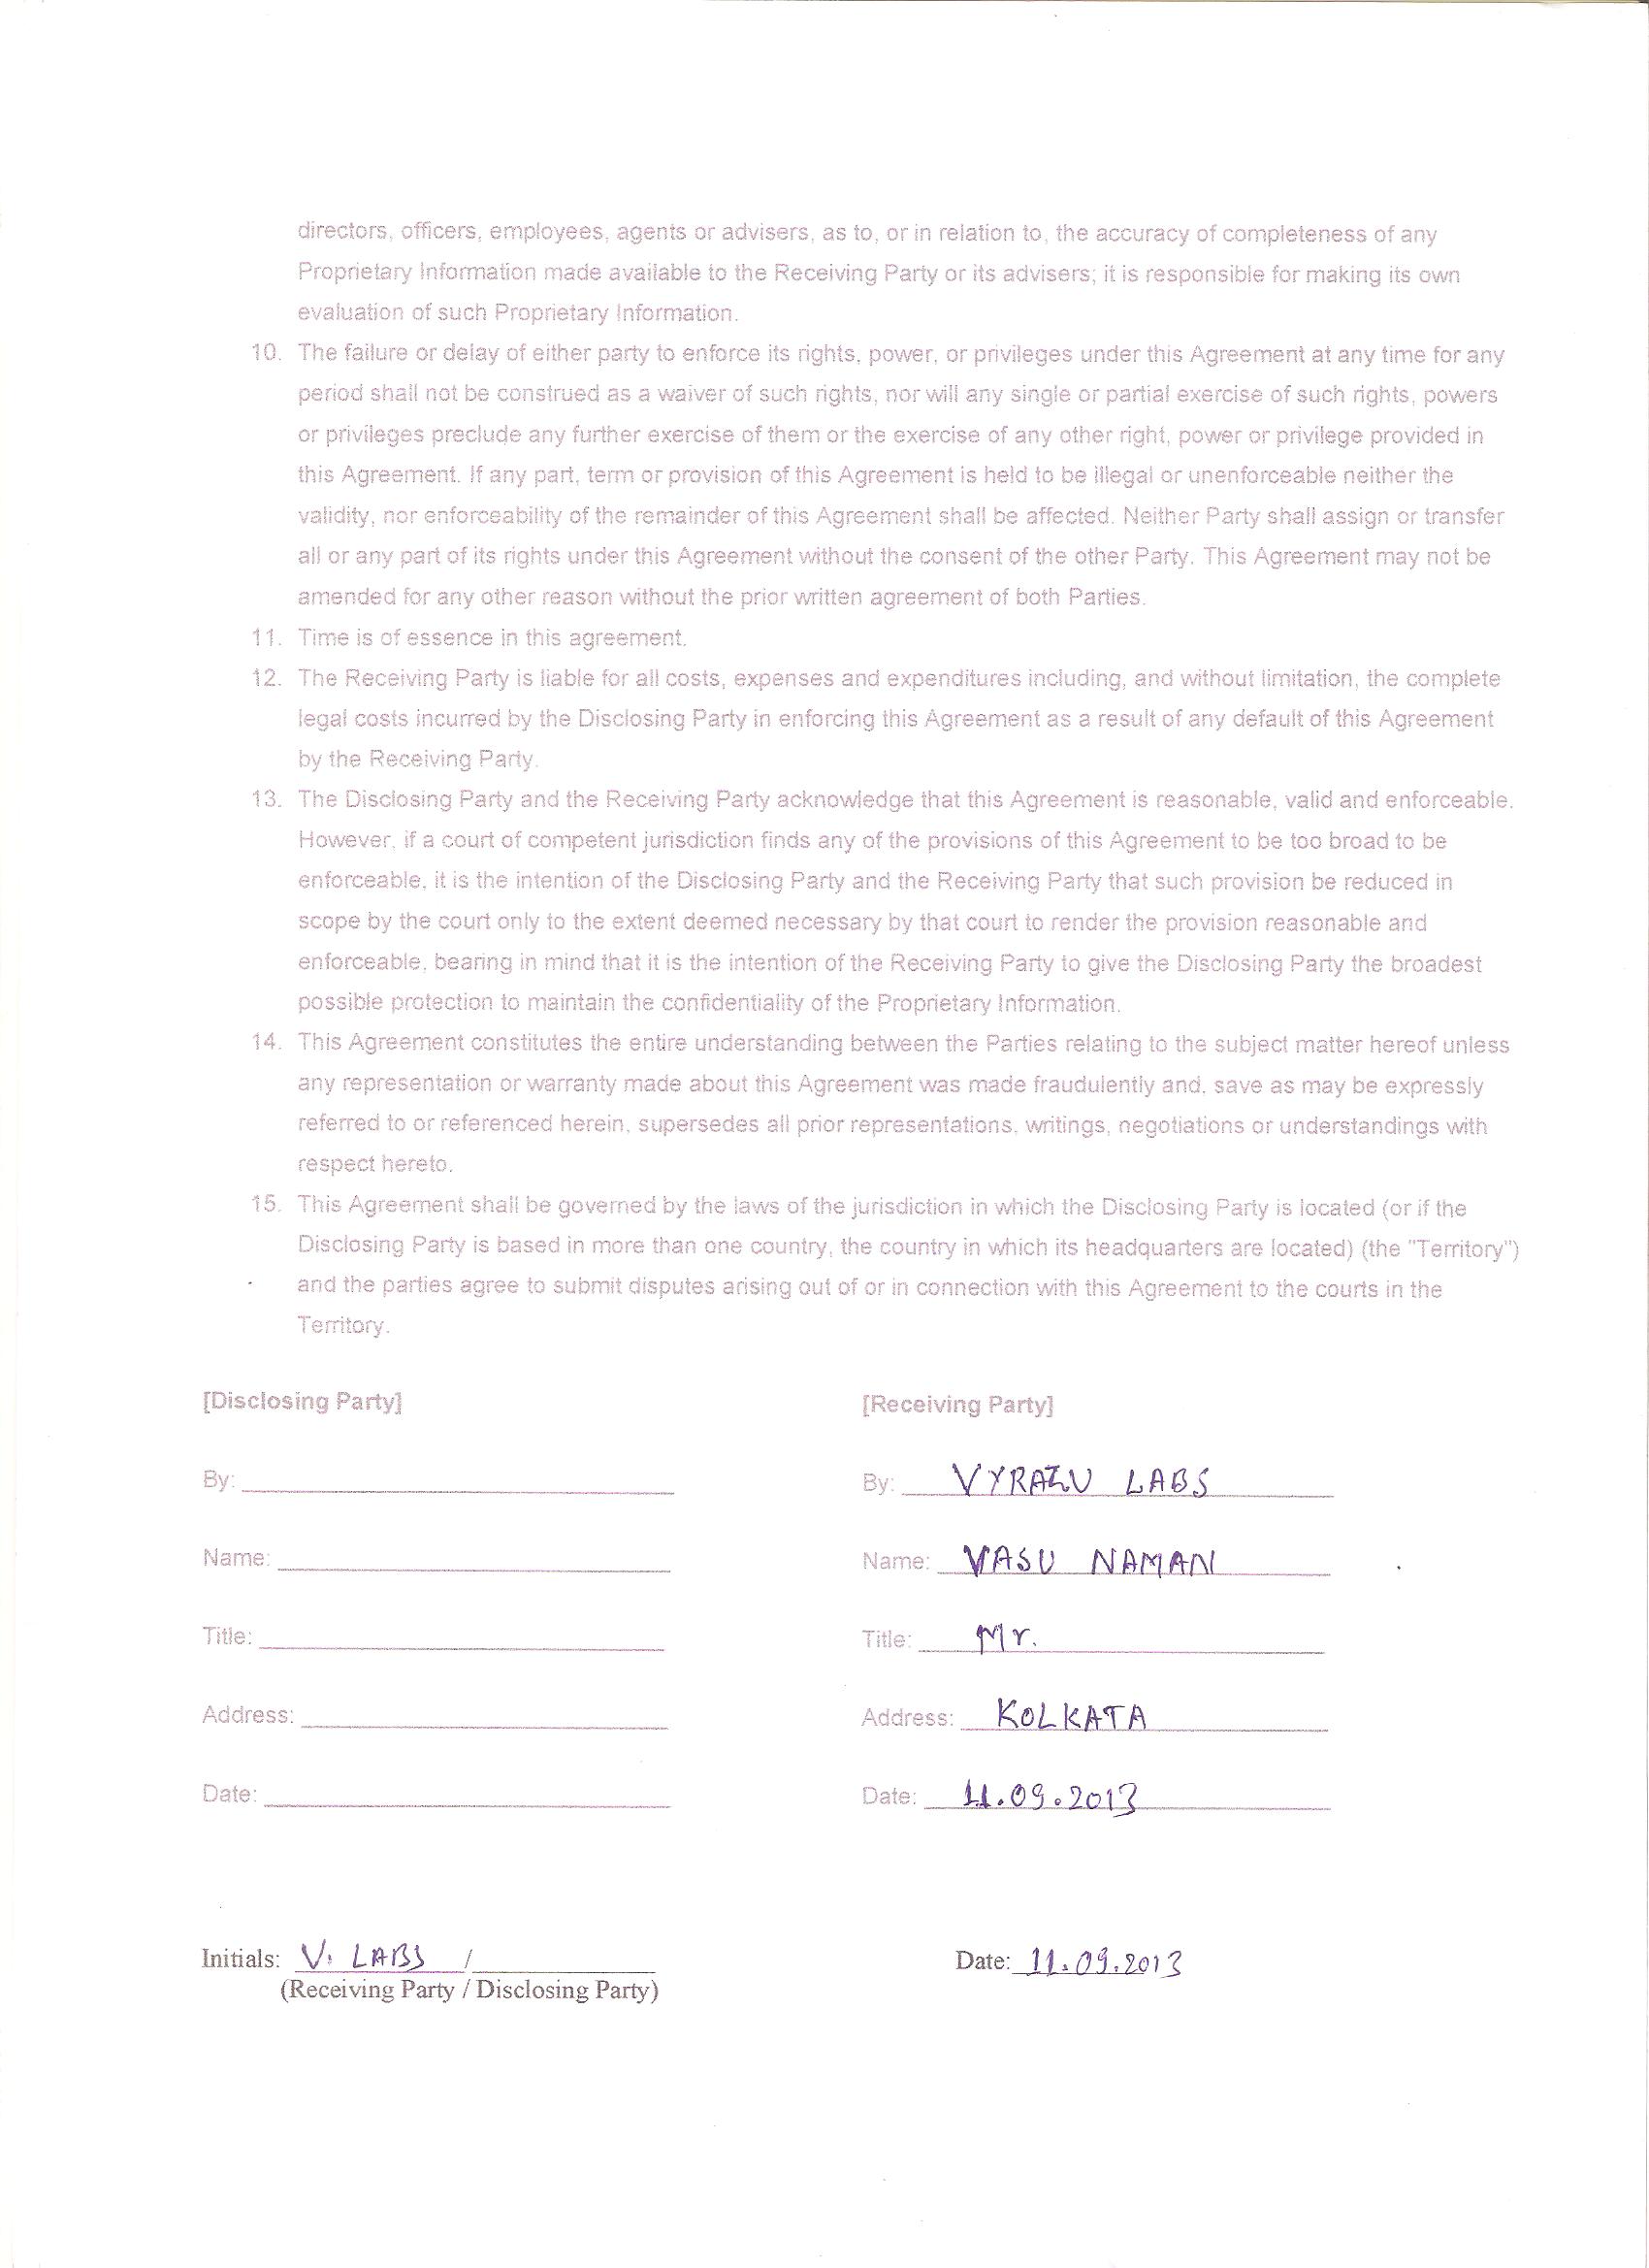 directors, officers, employees, agents or advisers, as to, or in relation to, the accuracy of completeness of any
Proprietary Information made available to the Receiving Party or its advisers; it is responsible for making its own
evaluation of such Proprietary Information.
10. The failure or delay of either party to enforce its rights, power, or privileges under this Agreement at any time for any
period shall not be construed as a waiver of such rights, nor will any single or partial exercise of such rights, powers
or privileges preclude any further exercise of them or the exercise of any other right, power or privilege provided in
this Agreement. If any part, term or provision of this Agreement is held to be illegal or unenforceable neither the
validity, nor enforceability of the remainder of this Agreement shall be affected. Neither Party shall assign or transfer
all or any part of its rights under this Agreement without the consent of the other Party. This Agreement may not be
amended for any other reason without the prior written agreement of both Parties.
11. Time is of essence in this agreement.
12. The Receiving Party is liable for all costs, expenses and expenditures including, and without limitation, the complete
legal costs incurred by the Disclosing Party in enforcing this Agreement as a result of any default of this Agreement
by the Receiving Party.
13. The Disclosing Party and the Receiving Party acknowledge that this Agreement is reasonable, valid and enforceable.
However, if a court of competent jurisdiction finds any of the provisions of this Agreement to be too broad to be
enforceable, it is the intention of the Disclosing Party and the Receiving Party that such provision be reduced in
scope by the court only to the extent deemed necessary by that court to render the provision reasonable and
enforceable, bearing in mind that it is the intention of the Receiving Party to give the Disclosing Party the broadest
possible protection to maintain the confidentiality of the Proprietary Information.
14. This Agreement constitutes the entire understanding between the Parties relating to the subject matter hereof unless
any representation or warranty made about this Agreement was made fraudulently and, save as may be expressly
referred to or referenced herein, supersedes all prior representations, writings, negotiations or understandings with
respect hereto.
15. This Agreement shall be governed by the laws of the jurisdiction in which the Disclosing Party is located (or if the
Disclosing Party is based in more than one country, the country in which its headquarters are located) (the "Territory")
and the parties agree to submit disputes arising out of or in connection with this Agreement to the courts in the
Territory.
[Disclosing Party] [Receiving Party]
By: By: VYRAZU LABS
Name: Name: VASU NAMAN
Title: Title: Mr.
Address: Address: KOLKATA
Date: Date: 11.09.2013
Initials: V. LABS / Date: 11.09.2013
(Receiving Party / Disclosing Party)